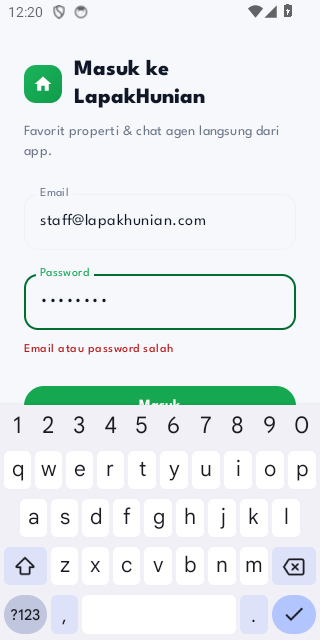 12:20
Masuk ke
LapakHunian
Favorit properti & chat agen langsung dari
app.
Email
staff@lapakhunian.com
Password
••••••••
Email atau password salah
Masuk
1 2 3 4 5 6 7 8 9 0
q w e r t y u i o p
a s d f g h j k l
z x c v b n m
?123 , .